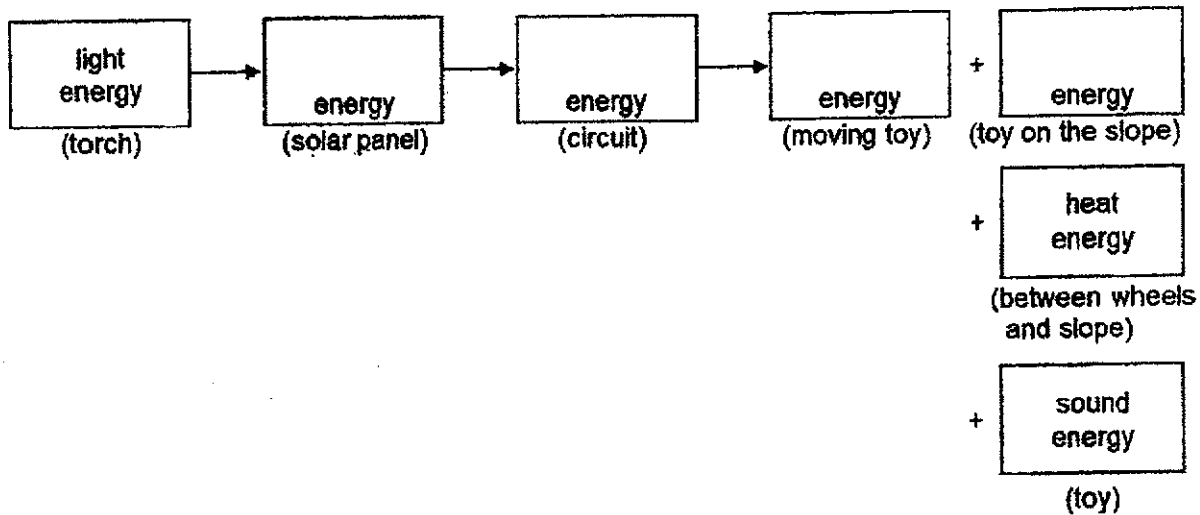 light
energy
(torch)
energy
(solar panel)
energy
(circuit)
energy
(moving toy)
+
energy
(toy on the slope)
+
heat
energy
(between wheels
and slope)
+
sound
energy
(toy)